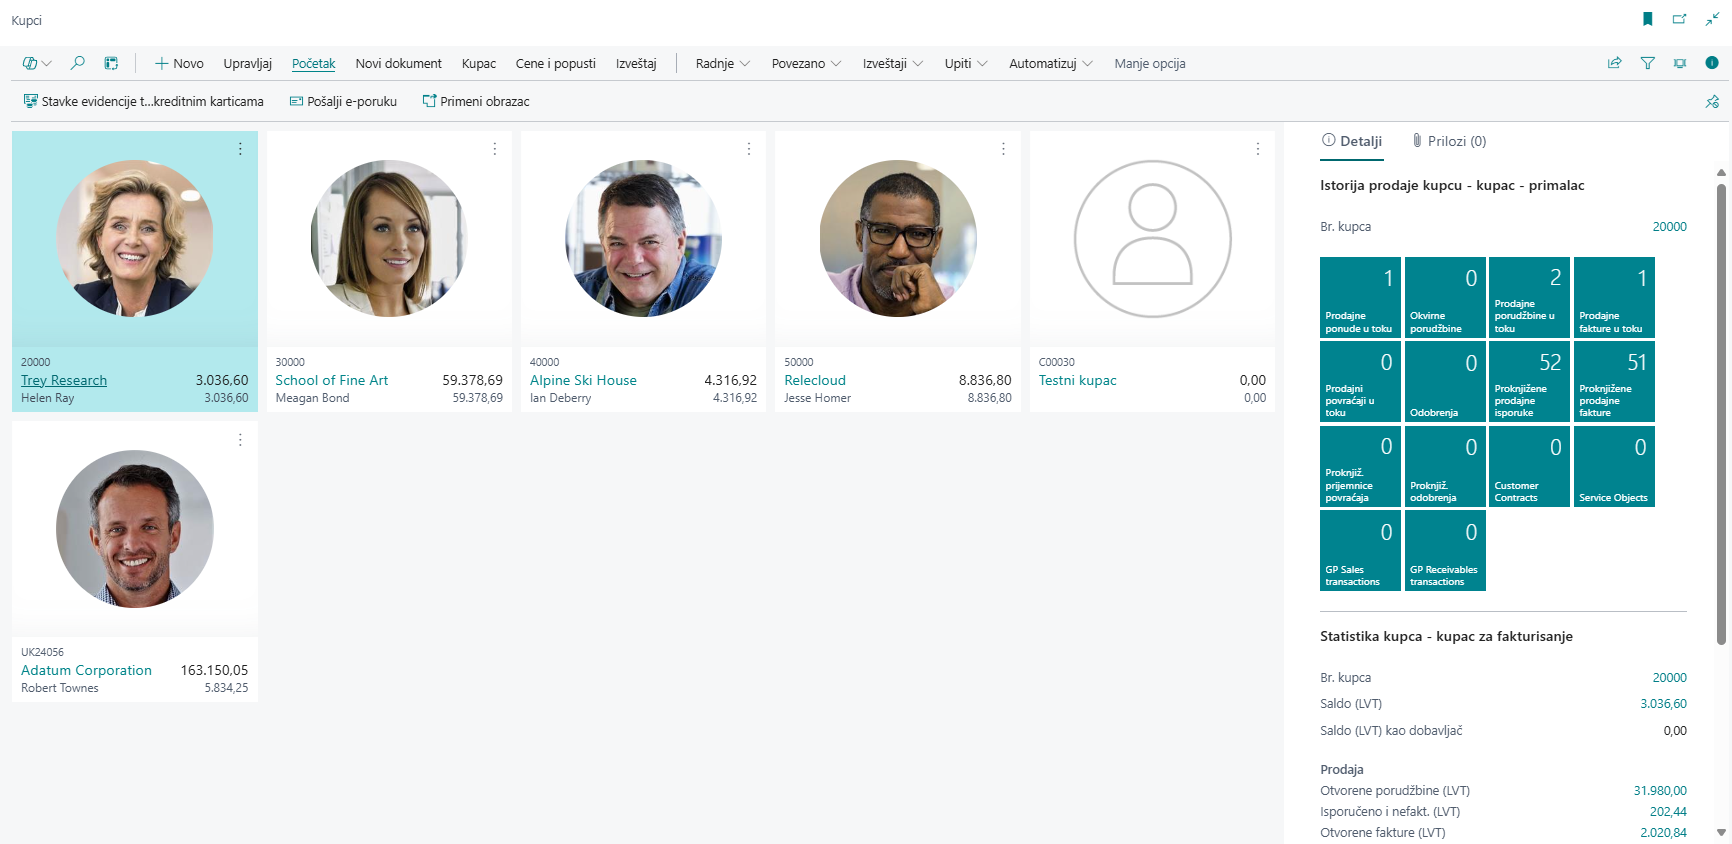 Kupci
Novo Upravljaj Početak Novi dokument Kupac Cene i popusti Izveštaj Radnje Povezano Izveštaji Upiti Automatizuj Manje opcija
Stavke evidencije t...kreditnim karticama Pošalji e-poruku Primeni obrazac
20000
Trey Research 3.036,60
Helen Ray 3.036,60
30000
School of Fine Art 59.378,69
Meagan Bond 59.378,69
40000
Alpine Ski House 4.316,92
Ian Deberry 4.316,92
50000
Relecloud 8.836,80
Jesse Homer 8.836,80
C00030
Testni kupac 0,00
0,00
UK24056
Adatum Corporation 163.150,05
Robert Townes 5.834,25
Detalji Prilozi (0)
Istorija prodaje kupcu - kupac - primalac
Br. kupca 20000
1
Prodajne
ponude u toku
0
Okvirne
porudžbine
2
Prodajne
porudžbine u
toku
1
Prodajne
fakture u toku
0
Prodajni
povraćaji u
toku
0
Odobrenja
52
Proknjižene
prodajne
isporuke
51
Proknjižene
prodajne
fakture
0
Proknjiž.
prijemnice
povraćaja
0
Proknjiž.
odobrenja
0
Customer
Contracts
0
Service Objects
0
GP Sales
transactions
0
GP Receivables
transactions
Statistika kupca - kupac za fakturisanje
Br. kupca 20000
Saldo (LVT) 3.036,60
Saldo (LVT) kao dobavljač 0,00
Prodaja
Otvorene porudžbine (LVT) 31.980,00
Isporučeno i nefakt. (LVT) 202,44
Otvorene fakture (LVT) 2.020,84